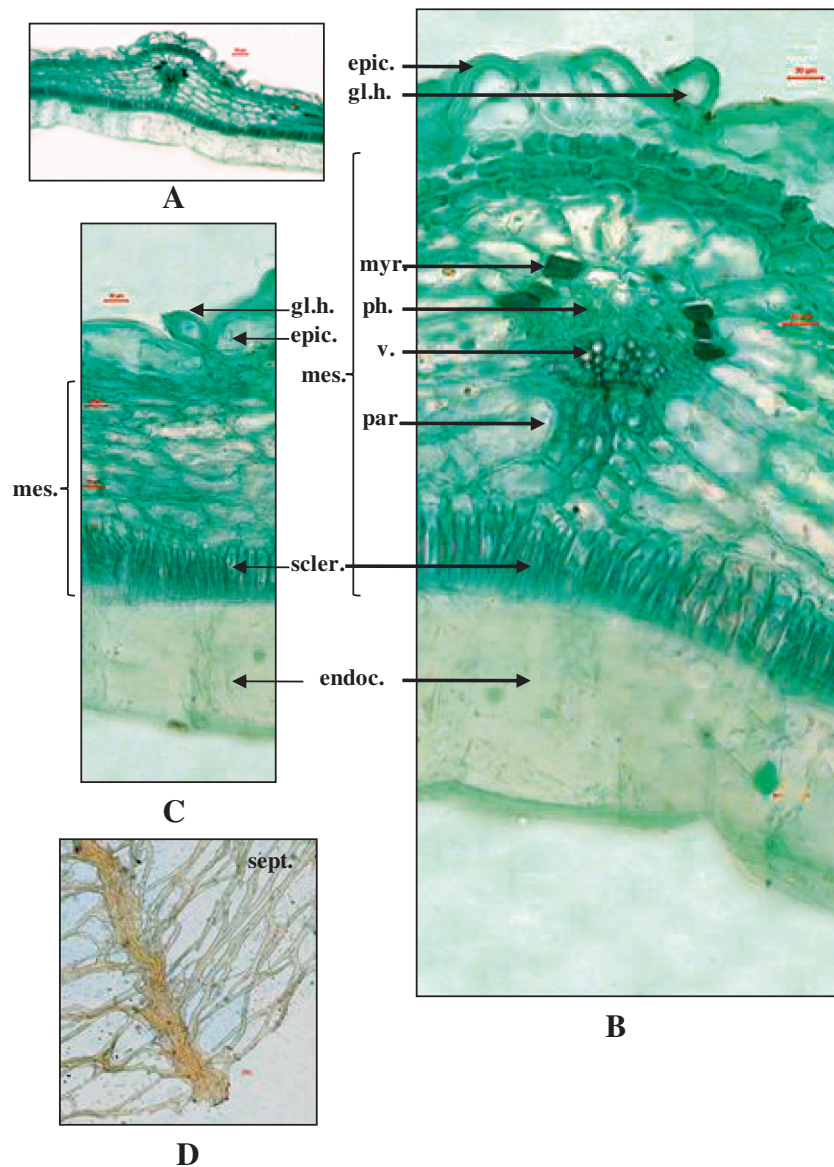 A
epic.
gl.h.
myr.
ph.
v.
mes.
par
B
gl.h.
epic.
mes.
scler.
endoc.
C
sept.
D